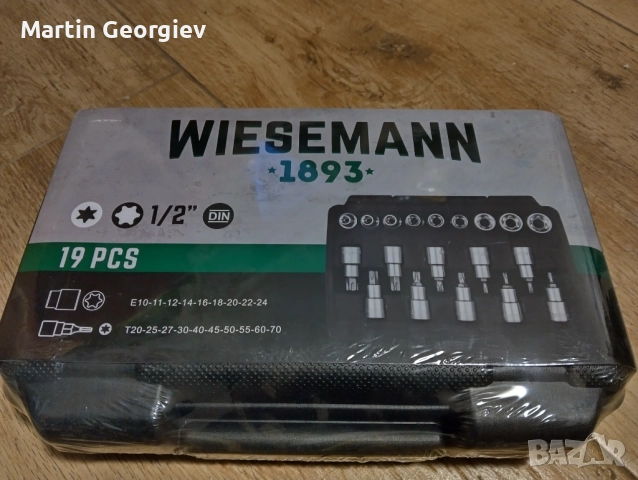 Martin Georgiev
WIESEMANN
1893
1/2"
DIN
19 PCS
E10-11-12-14-16-18-20-22-24
T20-25-27-30-40-45-50-55-60-70
BAZAR